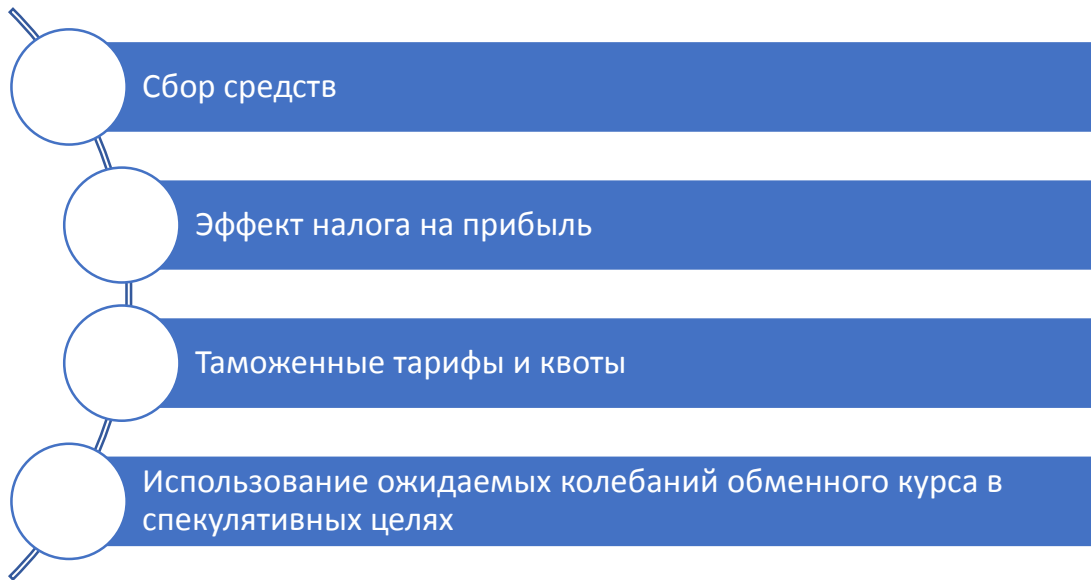 Сбор средств
Эффект налога на прибыль
Таможенные тарифы и квоты
Использование ожидаемых колебаний обменного курса в
спекулятивных целях